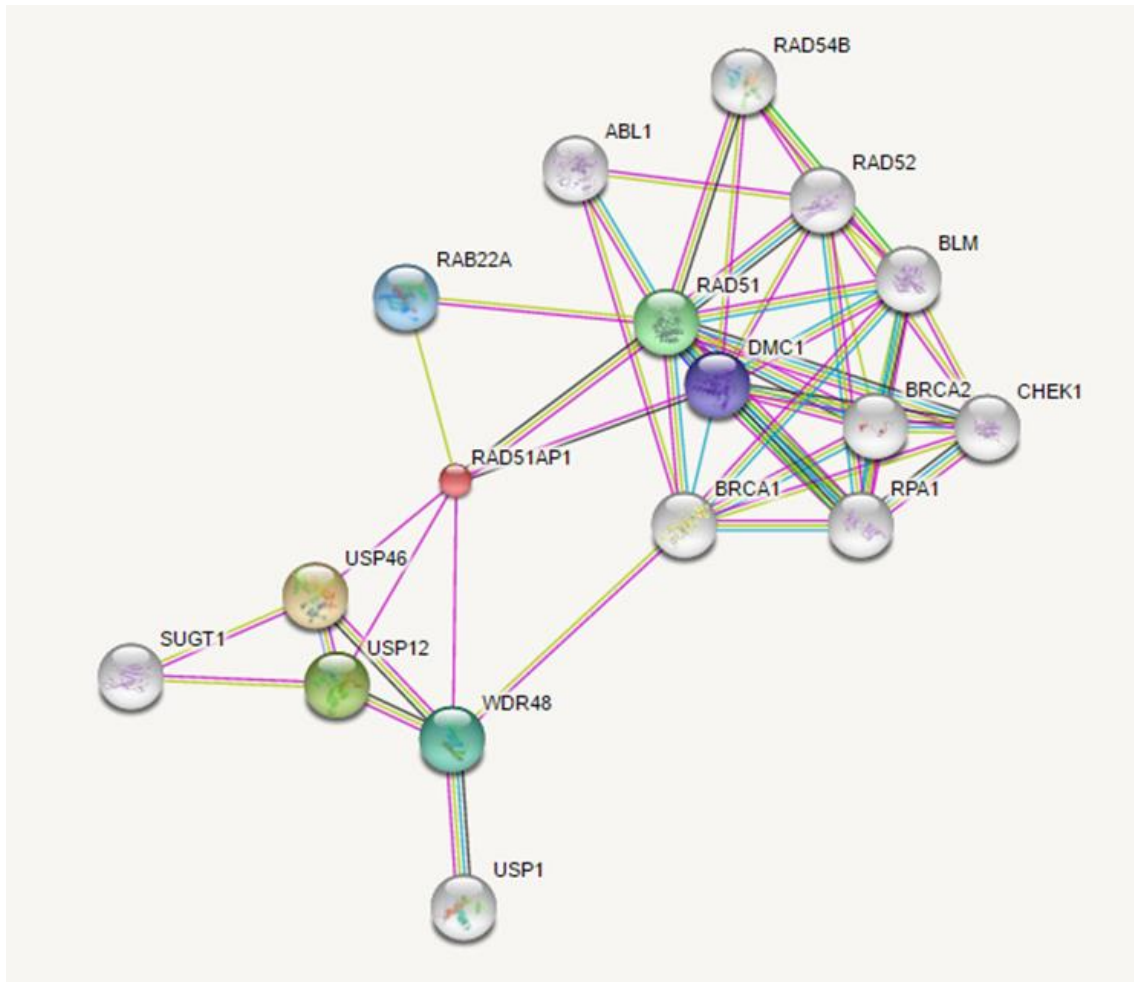 RAD54B
ABL1
RAD52
BLM
RAB22A
RAD51
DMC1
BRCA2
CHEK1
RAD51AP1
BRCA1
RPA1
USP46
SUGT1
USP12
WDR48
USP1